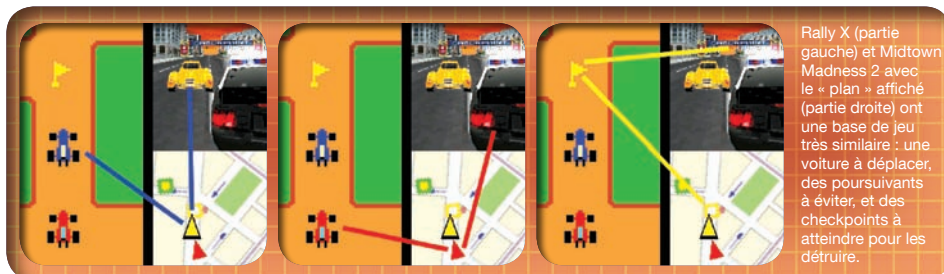 Rally X (partie
gauche) et Midtown
Madness 2 avec
le « plan » affiché
(partie droite) ont
une base de jeu
très similaire : une
voiture à déplacer,
des poursuivants
à éviter, et des
checkpoints à
atteindre pour les
détruire.